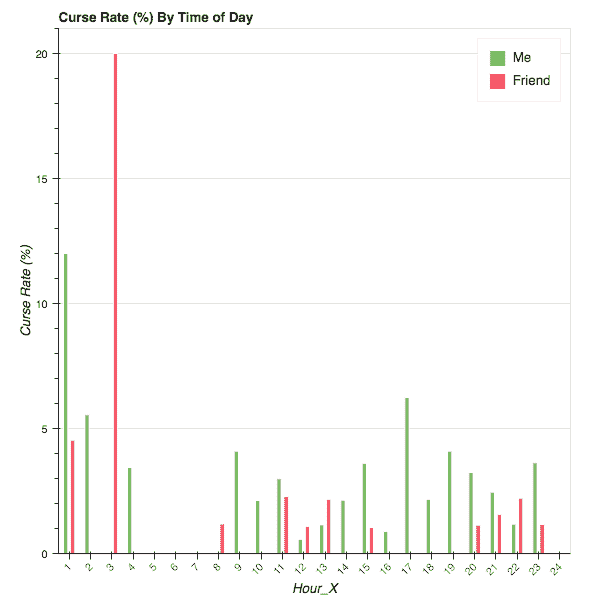 Curse Rate (%) By Time of Day
Me
Friend
20
15
10
5
0
Curse Rate (%)
1 2 3 4 5 6 7 8 9 10 11 12 13 14 15 16 17 18 19 20 21 22 23 24
Hour_X